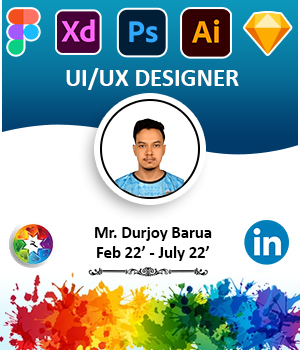 Xd Ps Ai
UI/UX DESIGNER
Mr. Durjoy Barua
Feb 22’ - July 22’
in